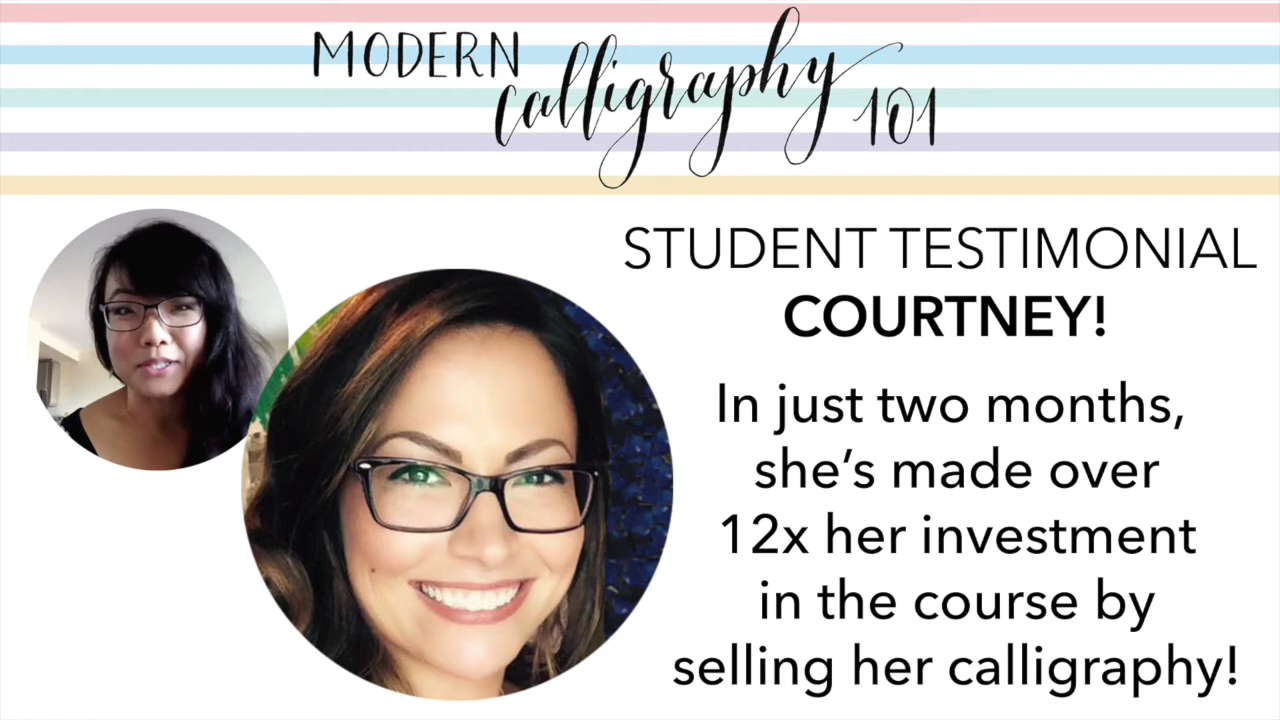 MODERN
calligraphy
101
STUDENT TESTIMONIAL
COURTNEY!
In just two months,
she’s made over
12x her investment
in the course by
selling her calligraphy!